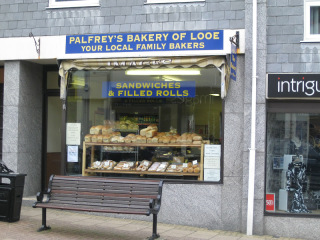 PALFREY'S BAKERY OF LOOE
YOUR LOCAL FAMILY BAKERS
SANDWICHES
& FILLED ROLLS
intrigu